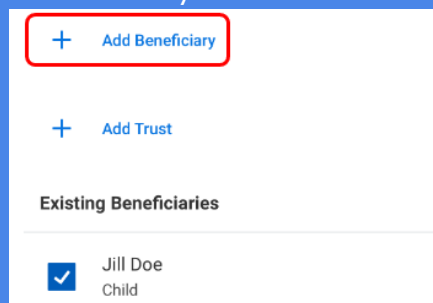 Add Beneficiary
Add Trust
Existing Beneficiaries
Jill Doe
Child